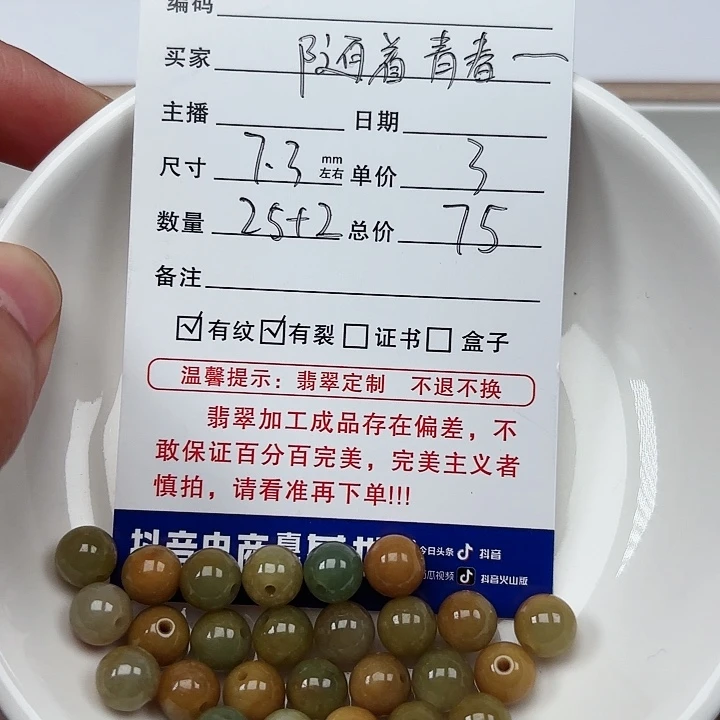 编码
买家 随着青春一
主播 日期
尺寸 7.3 mm左右 单价 3
数量 25+2 总价 75
备注
☑有纹☑有裂☐证书☐ 盒子
温馨提示：翡翠定制 不退不换
翡翠加工成品存在偏差，不
敢保证百分百完美，完美主义者
慎拍，请看准再下单!!!
抖音电商 今日头条 抖音
瓜视频 抖音火山版